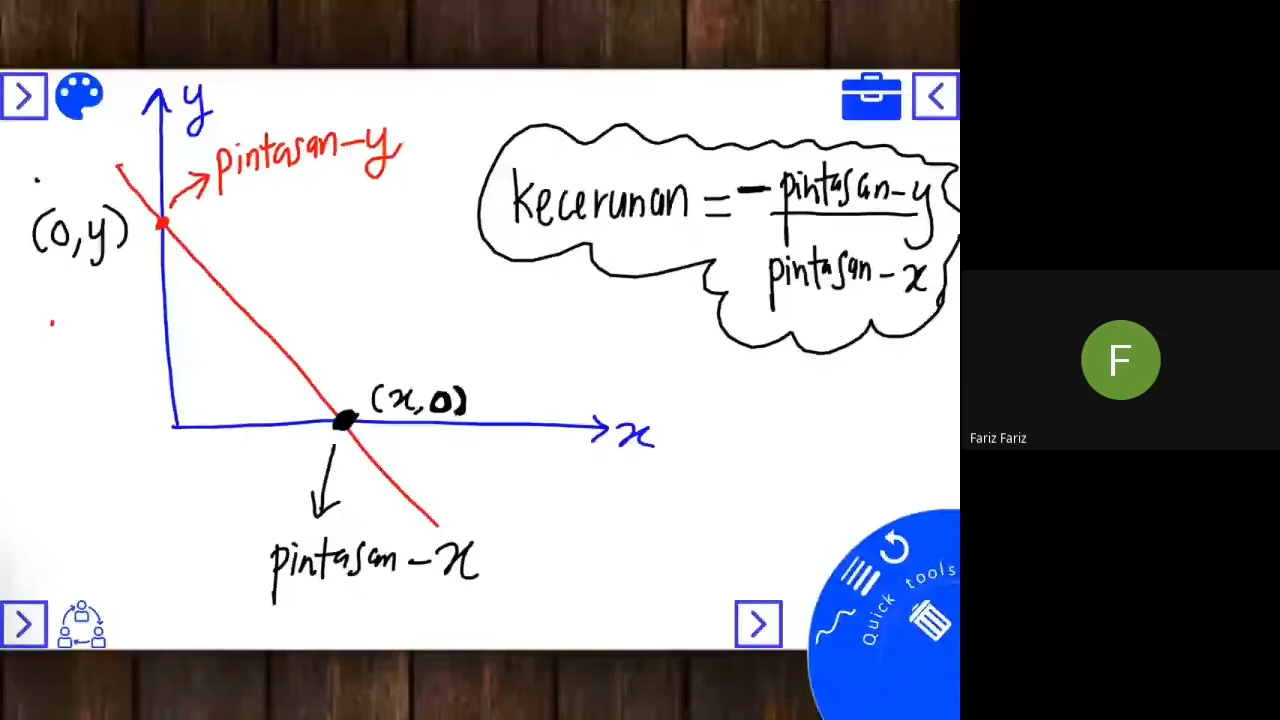 y
pintasan-y
(0,y)
kecerunan = - pintasan-y
pintasan-x
(x,0)
x
pintasan-x
Quick tools
F
Fariz Fariz